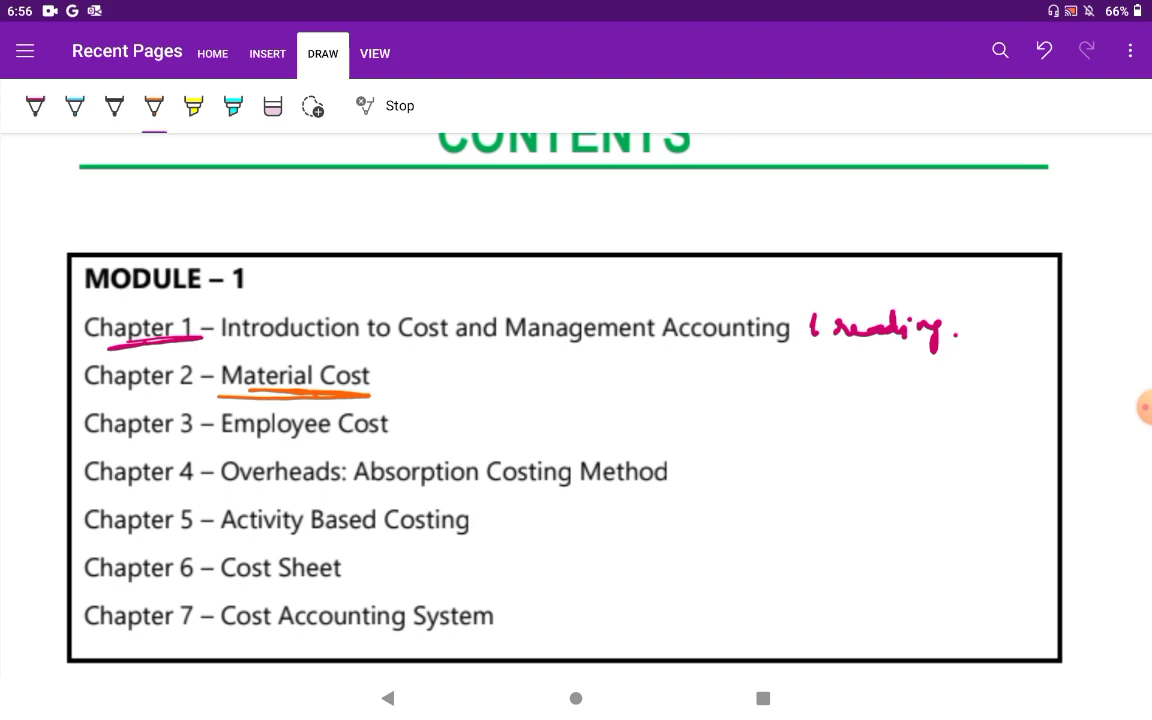 6:56 66%
Recent Pages HOME INSERT DRAW VIEW
Stop
CONTENTS
MODULE – 1
Chapter 1 – Introduction to Cost and Management Accounting reading.
Chapter 2 – Material Cost
Chapter 3 – Employee Cost
Chapter 4 – Overheads: Absorption Costing Method
Chapter 5 – Activity Based Costing
Chapter 6 – Cost Sheet
Chapter 7 – Cost Accounting System